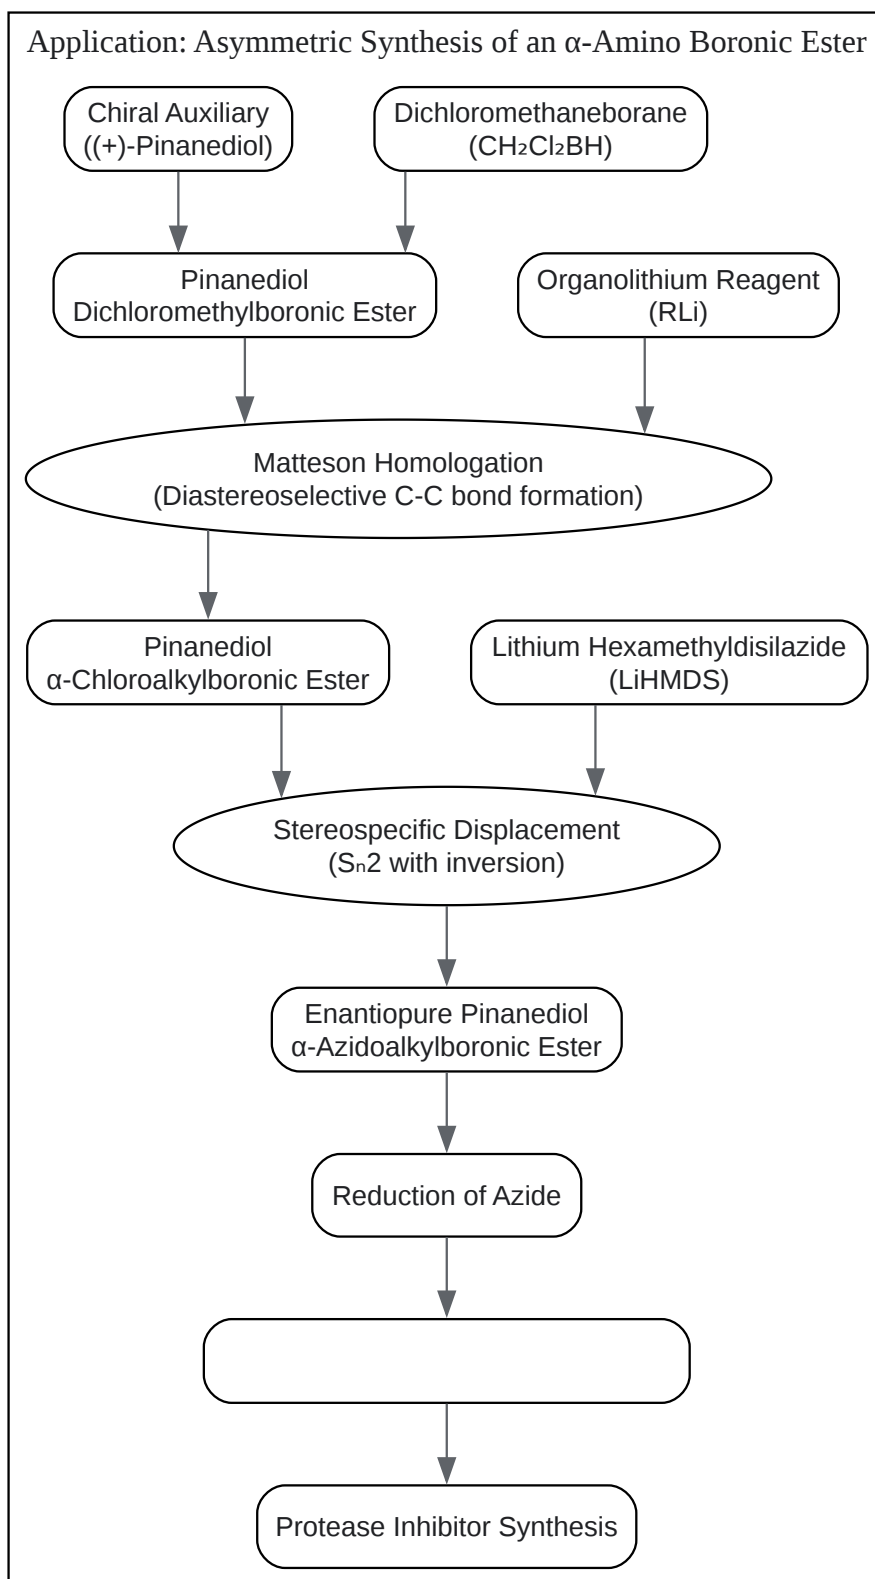 Application: Asymmetric Synthesis of an α-Amino Boronic Ester
Chiral Auxiliary
((+)-Pinanediol)
Dichloromethaneborane
(CH₂Cl₂BH)
Pinanediol
Dichloromethylboronic Ester
Organolithium Reagent
(RLi)
Matteson Homologation
(Diastereoselective C-C bond formation)
Pinanediol
α-Chloroalkylboronic Ester
Lithium Hexamethyldisilazide
(LiHMDS)
Stereospecific Displacement
(Sₙ2 with inversion)
Enantiopure Pinanediol
α-Azidoalkylboronic Ester
Reduction of Azide
Protease Inhibitor Synthesis